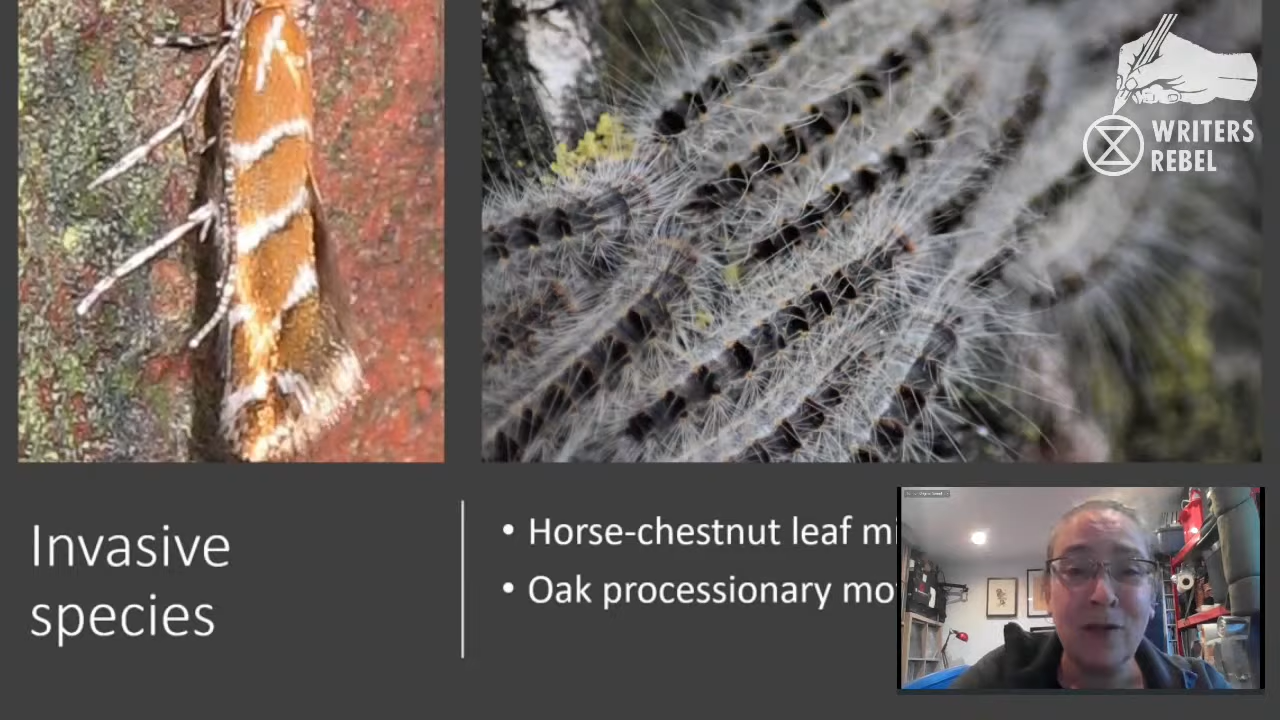 WRITERS
REBEL
Invasive
species
• Horse-chestnut leaf mi
• Oak processionary mo